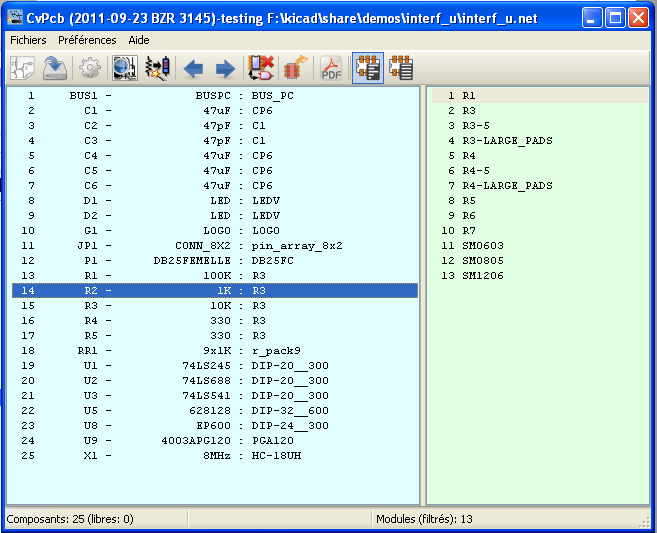 CvPcb (2011-09-23 BZR 3145)-testing F:\kicad\share\demos\interf_u\interf_u.net
Fichiers Préférences Aide
PDF
1 BUS1 - BUSPC : BUS_PC
2 C1 - 47uF : CP6
3 C2 - 47pF : C1
4 C3 - 47pF : C1
5 C4 - 47uF : CP6
6 C5 - 47uF : CP6
7 C6 - 47uF : CP6
8 D1 - LED : LEDV
9 D2 - LED : LEDV
10 G1 - LOGO : LOGO
11 JP1 - CONN_8X2 : pin_array_8x2
12 P1 - DB25FEMELLE : DB25FC
13 R1 - 100K : R3
14 R2 - 1K : R3
15 R3 - 10K : R3
16 R4 - 330 : R3
17 R5 - 330 : R3
18 RR1 - 9x1K : r_pack9
19 U1 - 74LS245 : DIP-20__300
20 U2 - 74LS688 : DIP-20__300
21 U3 - 74LS541 : DIP-20__300
22 U5 - 628128 : DIP-32__600
23 U8 - EP600 : DIP-24__300
24 U9 - 4003APG120 : PGA120
25 X1 - 8MHz : HC-18UH
1 R1
2 R3
3 R3-5
4 R3-LARGE_PADS
5 R4
6 R4-5
7 R4-LARGE_PADS
8 R5
9 R6
10 R7
11 SM0603
12 SM0805
13 SM1206
Composants: 25 (libres: 0)
Modules (filtrés): 13